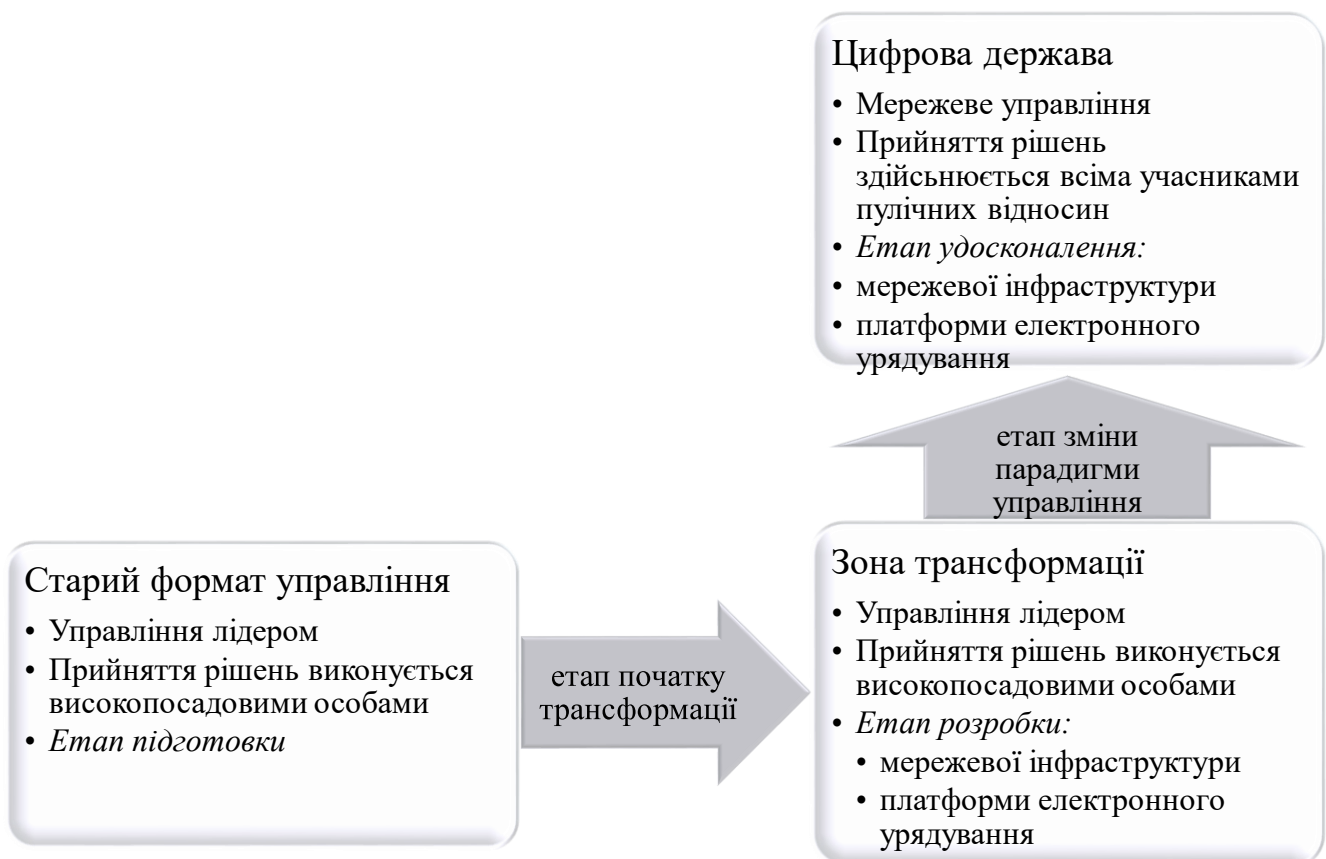 Цифрова держава
• Мережеве управління
• Прийняття рішень
здійсьнюється всіма учасниками
пулічних відносин
• Етап удосконалення:
• мережевої інфраструктури
• платформи електронного
урядування
етап зміни
парадигми
управління
Старий формат управління
• Управління лідером
• Прийняття рішень виконується
високопосадовими особами
• Етап підготовки
етап початку
трансформації
Зона трансформації
• Управління лідером
• Прийняття рішень виконується
високопосадовими особами
• Етап розробки:
• мережевої інфраструктури
• платформи електронного
урядування